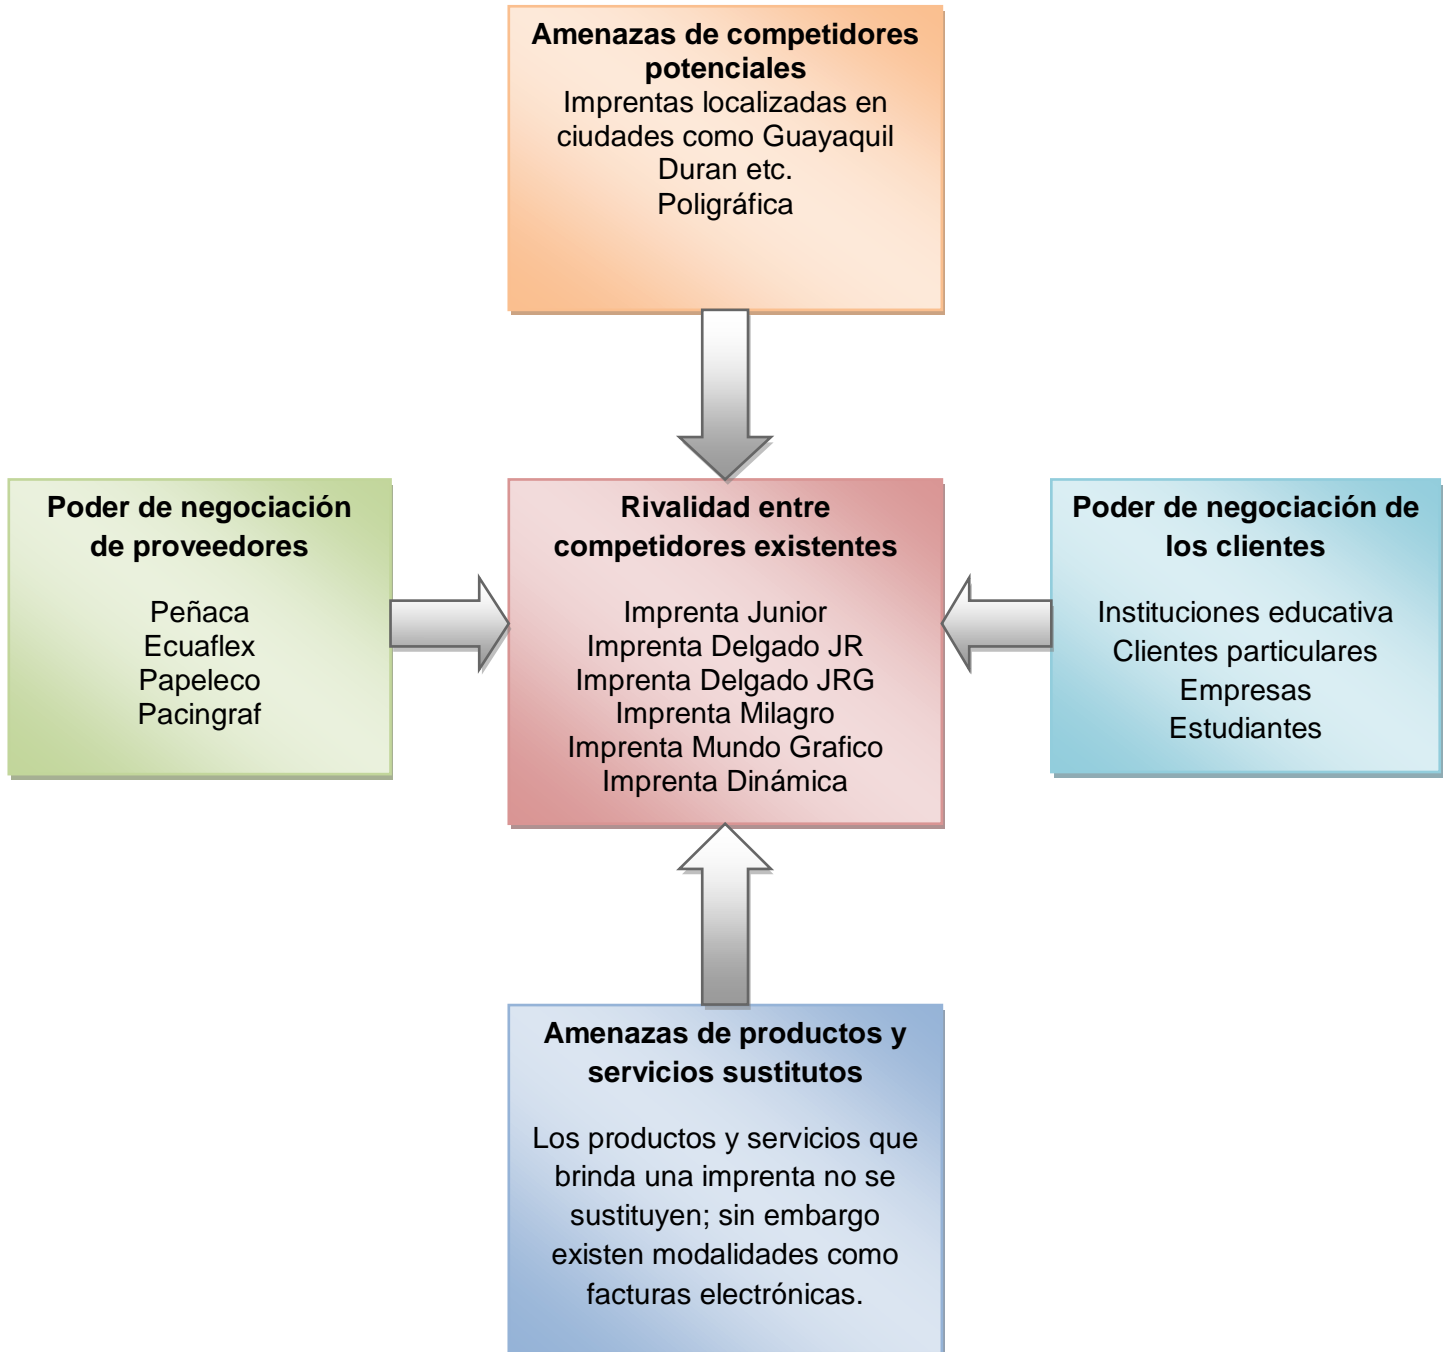 Amenazas de competidores
potenciales
Imprentas localizadas en
ciudades como Guayaquil
Duran etc.
Poligráfica
Poder de negociación
de proveedores
Peñaca
Ecuaflex
Papeleco
Pacingraf
Rivalidad entre
competidores existentes
Imprenta Junior
Imprenta Delgado JR
Imprenta Delgado JRG
Imprenta Milagro
Imprenta Mundo Grafico
Imprenta Dinámica
Poder de negociación de
los clientes
Instituciones educativa
Clientes particulares
Empresas
Estudiantes
Amenazas de productos y
servicios sustitutos
Los productos y servicios que
brinda una imprenta no se
sustituyen; sin embargo
existen modalidades como
facturas electrónicas.